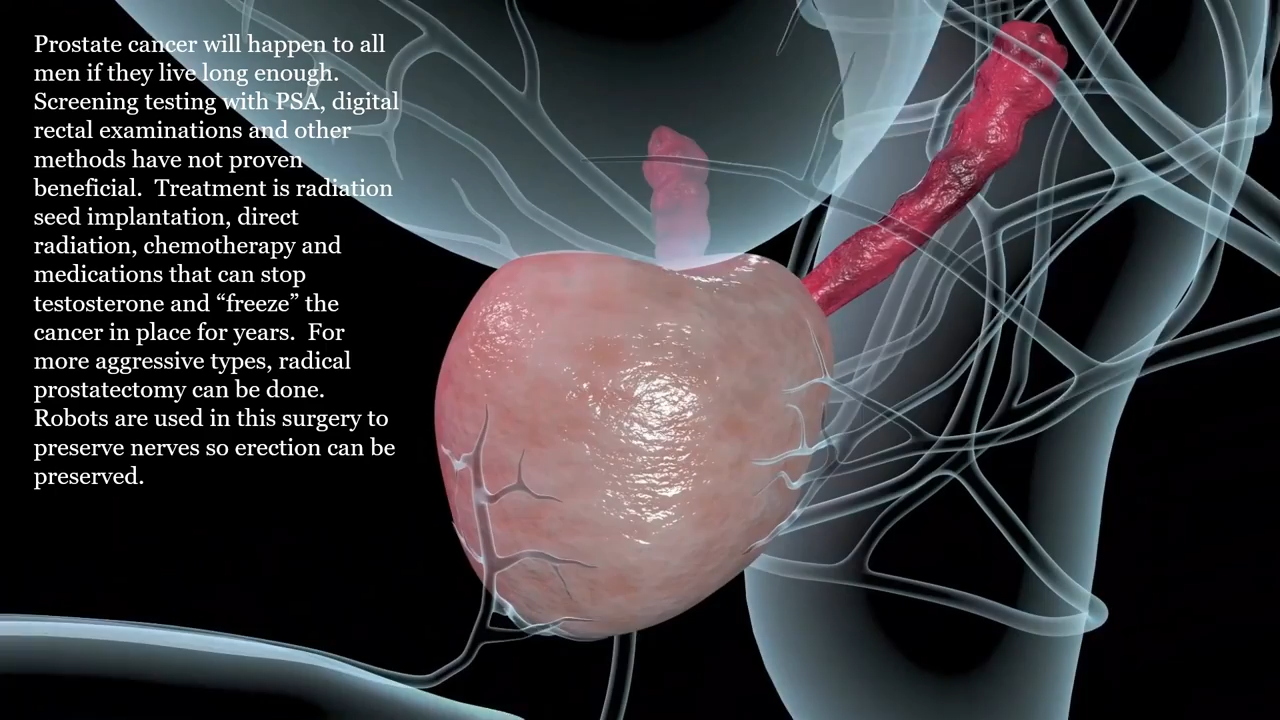 Prostate cancer will happen to all
men if they live long enough.
Screening testing with PSA, digital
rectal examinations and other
methods have not proven
beneficial.  Treatment is radiation
seed implantation, direct
radiation, chemotherapy and
medications that can stop
testosterone and “freeze” the
cancer in place for years.  For
more aggressive types, radical
prostatectomy can be done.
Robots are used in this surgery to
preserve nerves so erection can be
preserved.